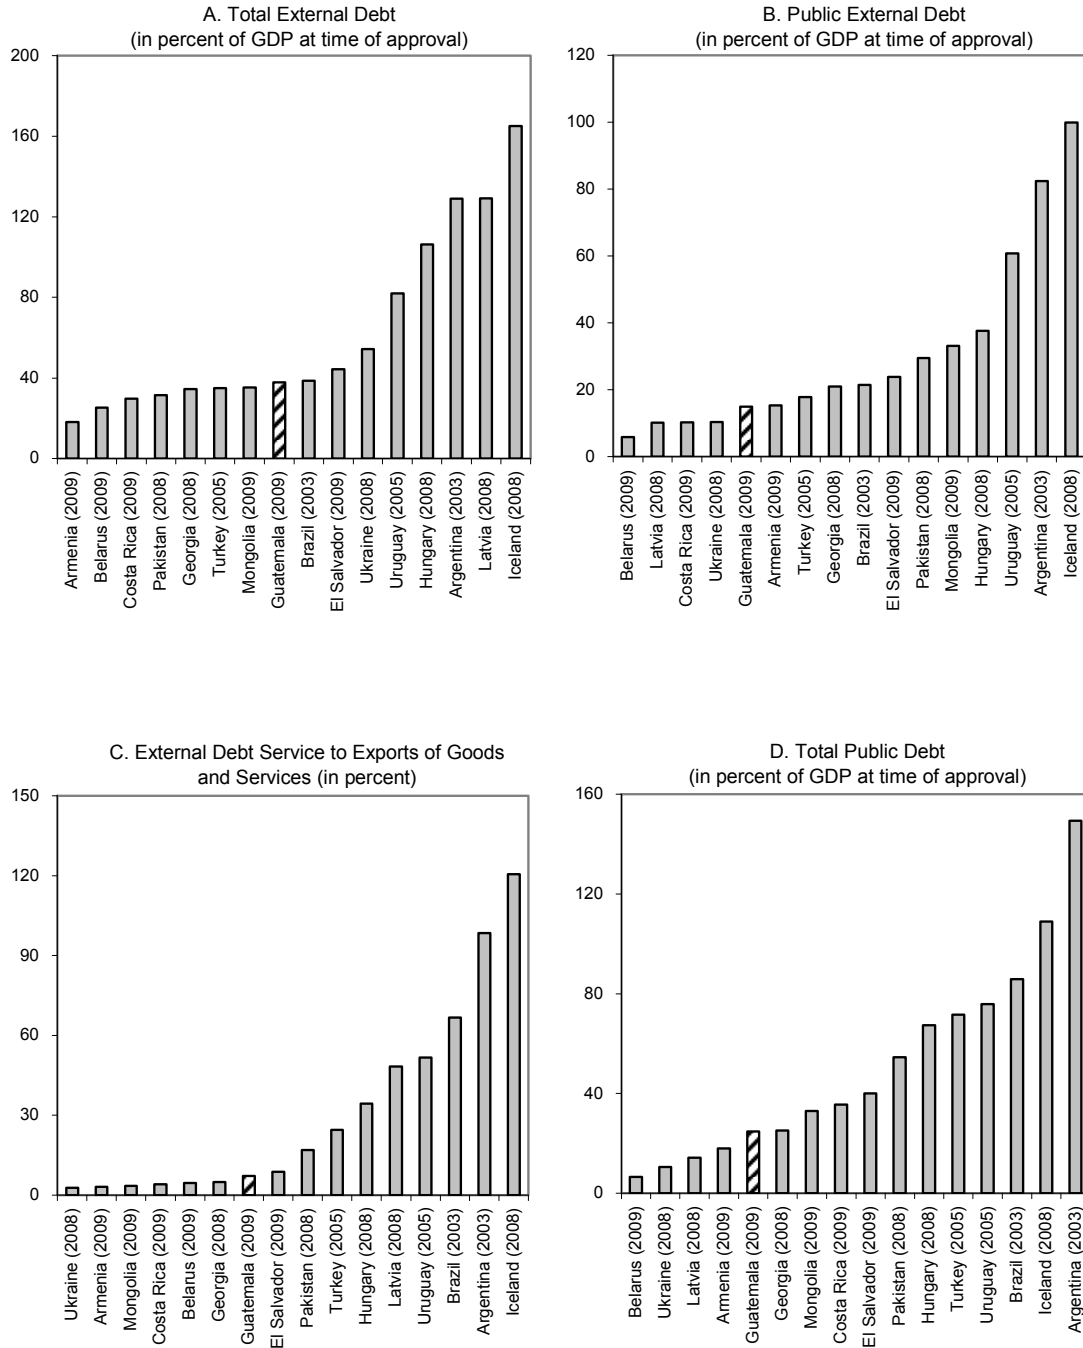 A. Total External Debt
(in percent of GDP at time of approval)
200
160
120
80
40
0
Armenia (2009)
Belarus (2009)
Costa Rica (2009)
Pakistan (2008)
Georgia (2008)
Turkey (2005)
Mongolia (2009)
Guatemala (2009)
Brazil (2003)
El Salvador (2009)
Ukraine (2008)
Uruguay (2005)
Hungary (2008)
Argentina (2003)
Latvia (2008)
Iceland (2008)
B. Public External Debt
(in percent of GDP at time of approval)
120
100
80
60
40
20
0
Belarus (2009)
Latvia (2008)
Costa Rica (2009)
Ukraine (2008)
Guatemala (2009)
Armenia (2009)
Turkey (2005)
Georgia (2008)
Brazil (2003)
El Salvador (2009)
Pakistan (2008)
Mongolia (2009)
Hungary (2008)
Uruguay (2005)
Argentina (2003)
Iceland (2008)
C. External Debt Service to Exports of Goods
and Services (in percent)
150
120
90
60
30
0
Ukraine (2008)
Armenia (2009)
Mongolia (2009)
Costa Rica (2009)
Belarus (2009)
Georgia (2008)
Guatemala (2009)
El Salvador (2009)
Pakistan (2008)
Turkey (2005)
Hungary (2008)
Latvia (2008)
Uruguay (2005)
Brazil (2003)
Argentina (2003)
Iceland (2008)
D. Total Public Debt
(in percent of GDP at time of approval)
160
120
80
40
0
Belarus (2009)
Ukraine (2008)
Latvia (2008)
Armenia (2009)
Guatemala (2009)
Georgia (2008)
Mongolia (2009)
Costa Rica (2009)
El Salvador (2009)
Pakistan (2008)
Hungary (2008)
Turkey (2005)
Uruguay (2005)
Brazil (2003)
Iceland (2008)
Argentina (2003)